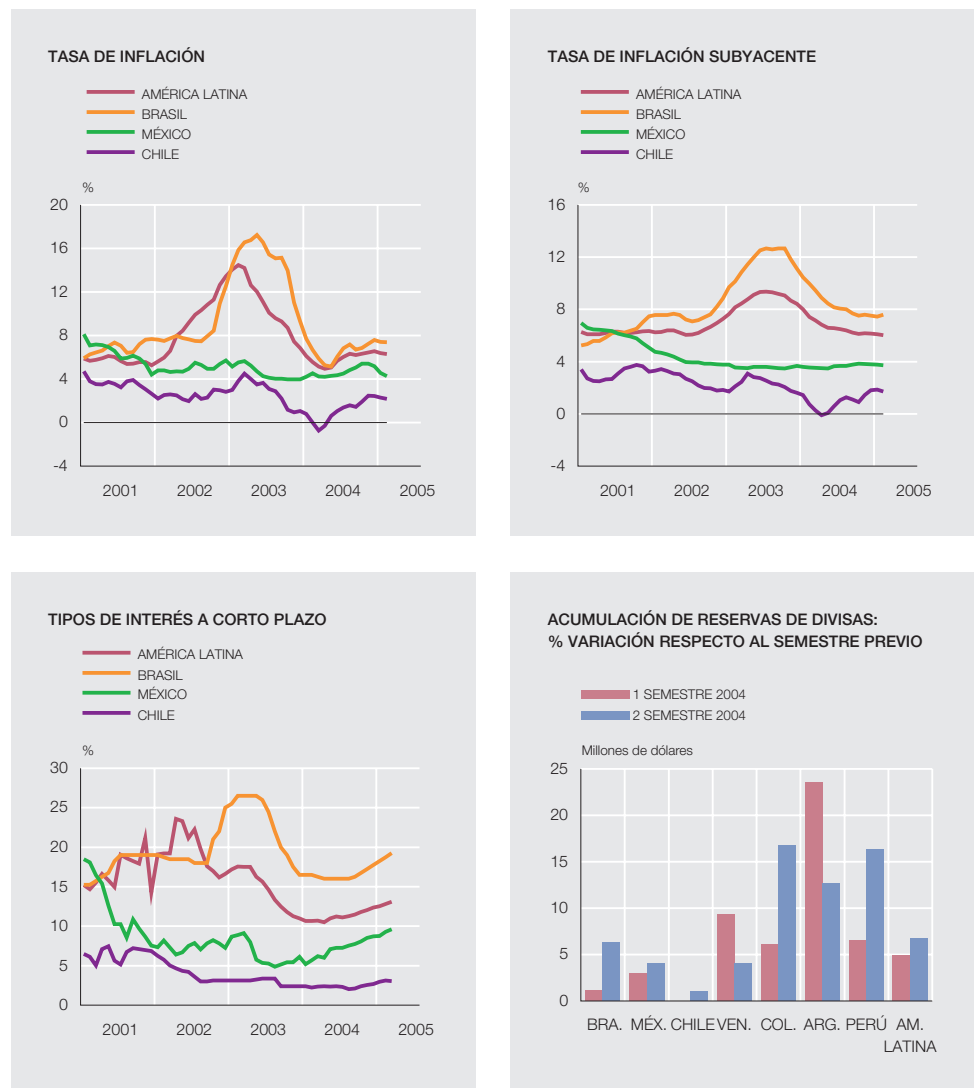 TASA DE INFLACIÓN
AMÉRICA LATINA
BRASIL
MÉXICO
CHILE
%
20
16
12
8
4
0
-4
2001 2002 2003 2004 2005
TASA DE INFLACIÓN SUBYACENTE
AMÉRICA LATINA
BRASIL
MÉXICO
CHILE
%
16
12
8
4
0
-4
2001 2002 2003 2004 2005
TIPOS DE INTERÉS A CORTO PLAZO
AMÉRICA LATINA
BRASIL
MÉXICO
CHILE
%
30
25
20
15
10
5
0
2001 2002 2003 2004 2005
ACUMULACIÓN DE RESERVAS DE DIVISAS:
% VARIACIÓN RESPECTO AL SEMESTRE PREVIO
1 SEMESTRE 2004
2 SEMESTRE 2004
Millones de dólares
25
20
15
10
5
0
BRA. MÉX. CHILE VEN. COL. ARG. PERÚ AM.
LATINA